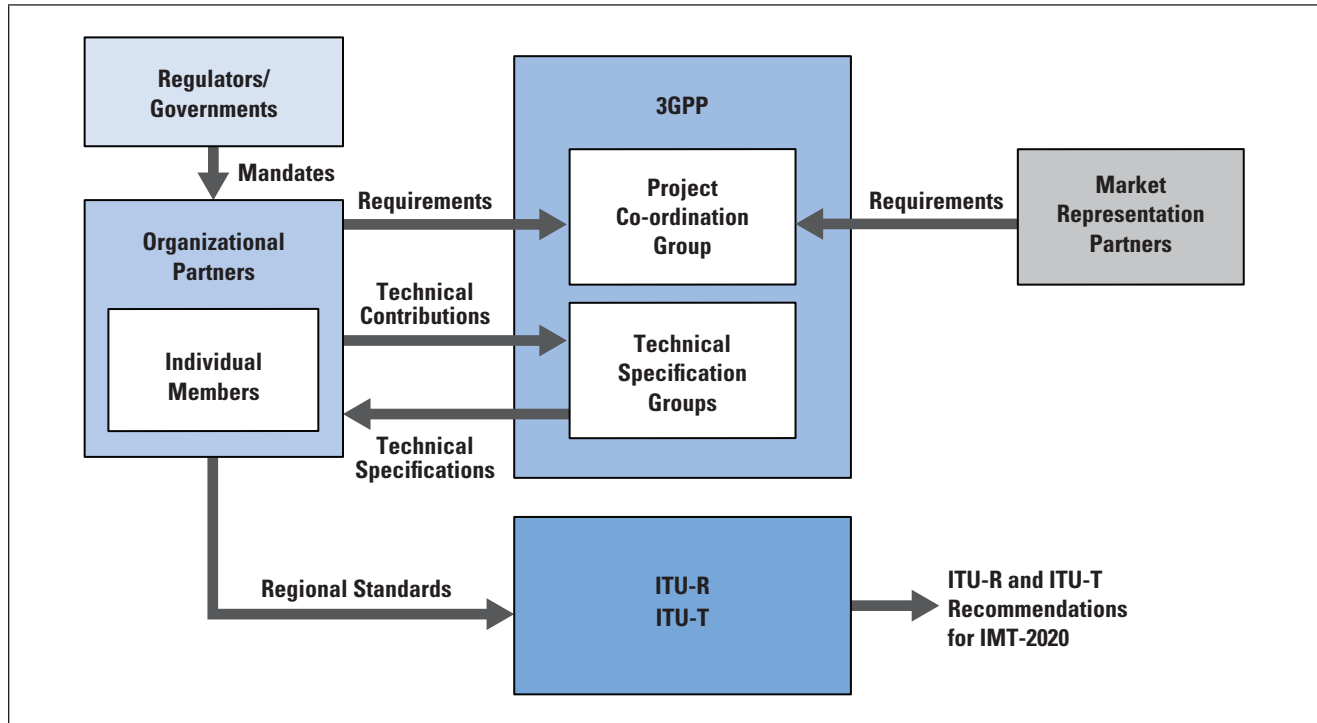 Regulators/
Governments
Mandates
Organizational
Partners
Individual
Members
Requirements
Technical
Contributions
Technical
Specifications
3GPP
Project
Co-ordination
Group
Technical
Specification
Groups
Requirements
Market
Representation
Partners
Regional Standards
ITU-R
ITU-T
ITU-R and ITU-T
Recommendations
for IMT-2020